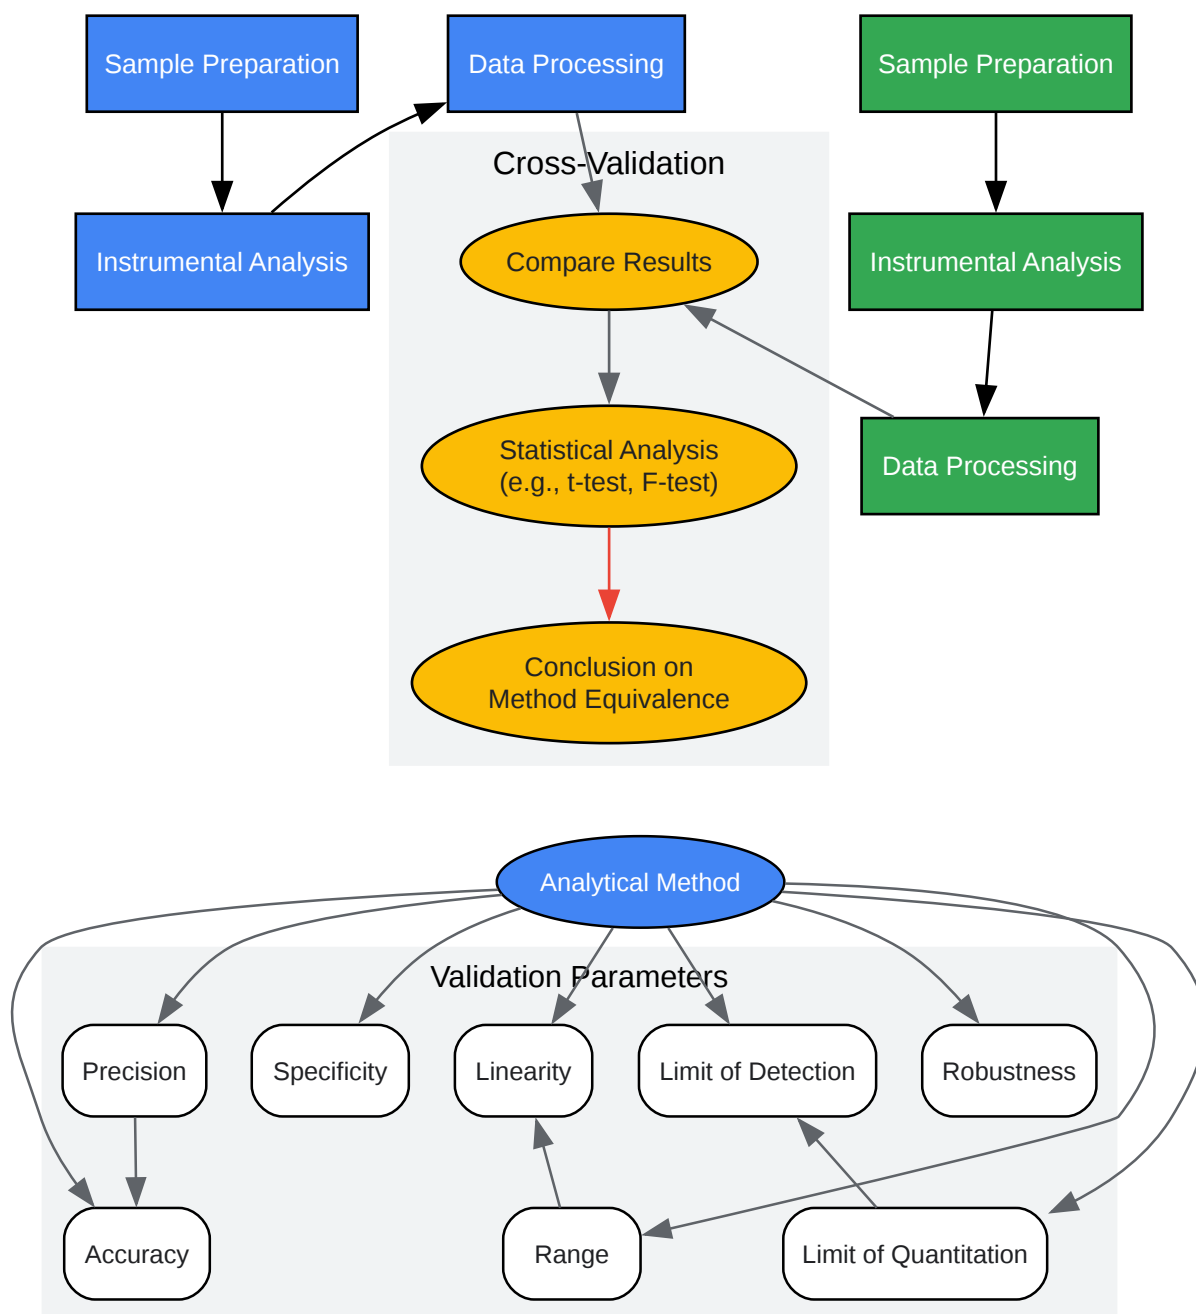 Sample Preparation
Data Processing
Sample Preparation
Cross-Validation
Instrumental Analysis
Compare Results
Instrumental Analysis
Statistical Analysis
(e.g., t-test, F-test)
Data Processing
Conclusion on
Method Equivalence
Analytical Method
Validation Parameters
Precision
Specificity
Linearity
Limit of Detection
Robustness
Accuracy
Range
Limit of Quantitation